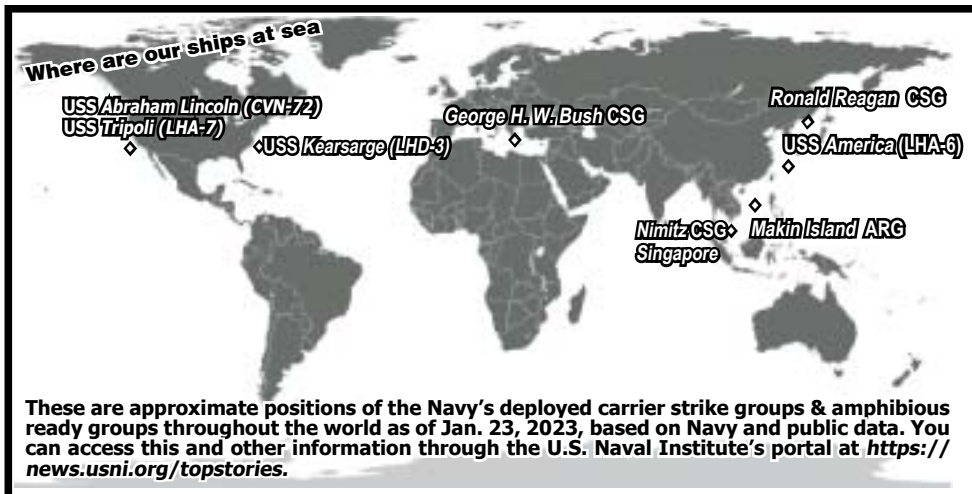 Where are our ships at sea
USS Abraham Lincoln (CVN-72)
USS Tripoli (LHA-7)
USS Kearsarge (LHD-3)
George H. W. Bush CSG
Ronald Reagan CSG
USS America (LHA-6)
Nimitz CSG
Singapore
Makin Island ARG
These are approximate positions of the Navy's deployed carrier strike groups & amphibious
ready groups throughout the world as of Jan. 23, 2023, based on Navy and public data. You
can access this and other information through the U.S. Naval Institute's portal at https://
news.usni.org/topstories.